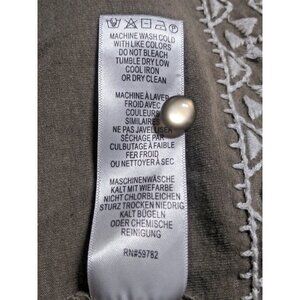 MACHINE WASH COLD
WITH LIKE COLORS
DO NOT BLEACH
TUMBLE DRY LOW
COOL IRON
OR DRY CLEAN
MACHINE A LAVER
FROID AVEC
COULEURS
SIMILAIRES
NE PAS JAVELLISER
SÉCHAGE PAR
CULBUTAGE À FAIBLE
FER FROID
OU NETTOYER À SEC
MASCHINENWÄSCHE
KALT MIT WIEFARBE
NICHT CHLORBLEICHEN
STURZ TROCKEN NIEDRIG
KALT BÜGELN
ODER CHEMISCHE
REINIGUNG
RN#59782